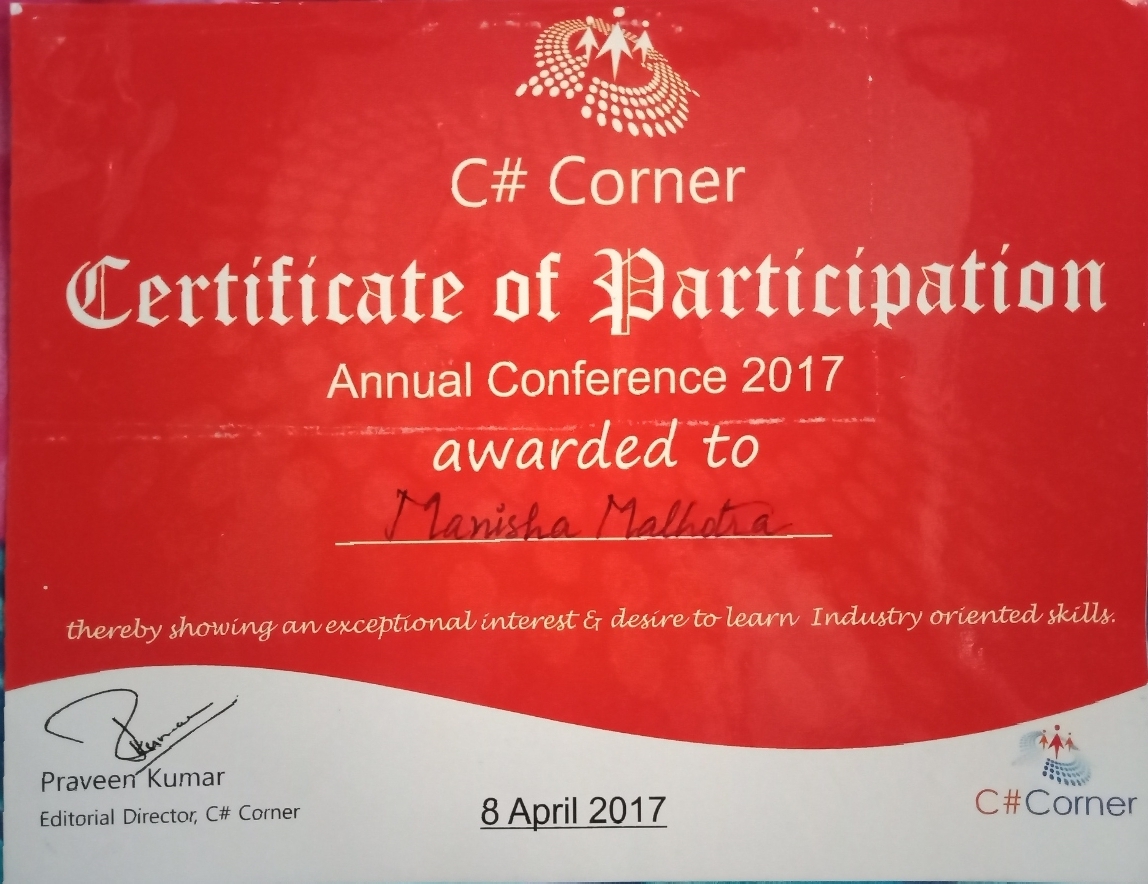 C# Corner
Certificate of Participation
Annual Conference 2017
awarded to
Manisha Malhotra
thereby showing an exceptional interest & desire to learn Industry oriented skills.
Pkumar
Praveen Kumar
Editorial Director, C# Corner
8 April 2017
C#Corner